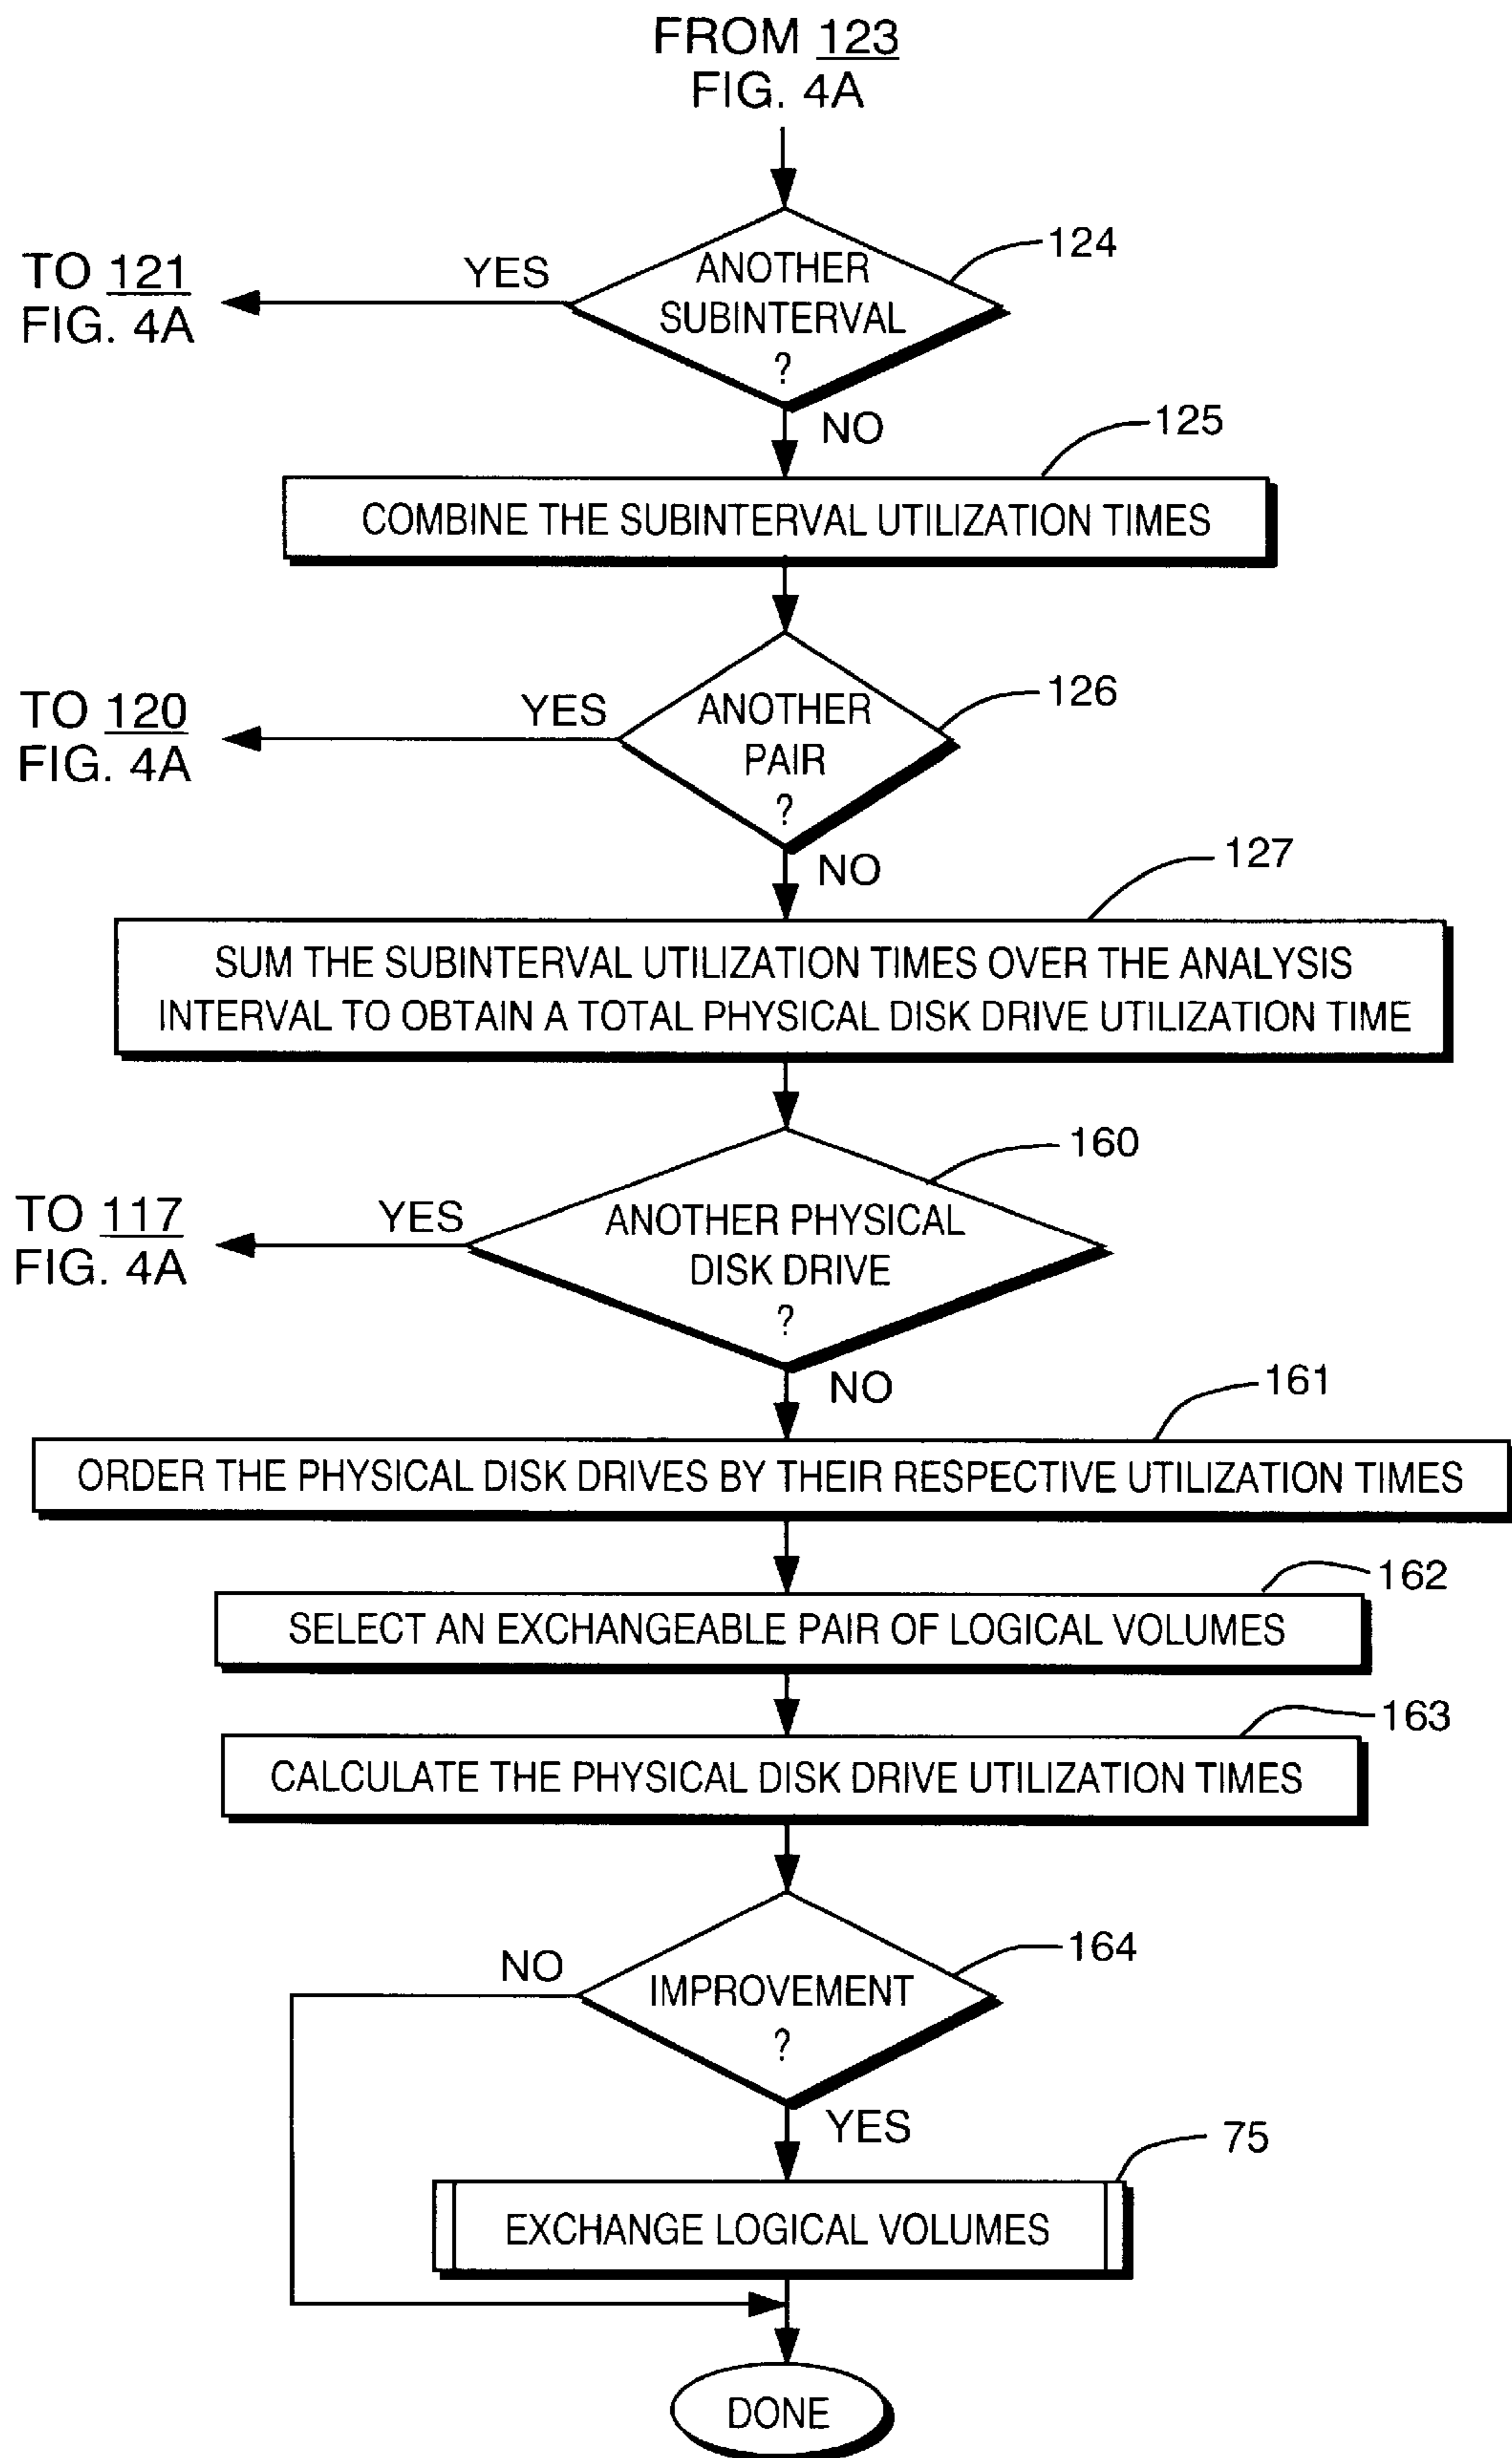 FROM 123
FIG. 4A
124
ANOTHER
SUBINTERVAL
?
YES
TO 121
FIG. 4A
NO
125
COMBINE THE SUBINTERVAL UTILIZATION TIMES
126
ANOTHER
PAIR
?
YES
TO 120
FIG. 4A
NO
127
SUM THE SUBINTERVAL UTILIZATION TIMES OVER THE ANALYSIS
INTERVAL TO OBTAIN A TOTAL PHYSICAL DISK DRIVE UTILIZATION TIME
160
ANOTHER PHYSICAL
DISK DRIVE
?
YES
TO 117
FIG. 4A
NO
161
ORDER THE PHYSICAL DISK DRIVES BY THEIR RESPECTIVE UTILIZATION TIMES
162
SELECT AN EXCHANGEABLE PAIR OF LOGICAL VOLUMES
163
CALCULATE THE PHYSICAL DISK DRIVE UTILIZATION TIMES
164
NO
IMPROVEMENT
?
YES
75
EXCHANGE LOGICAL VOLUMES
DONE